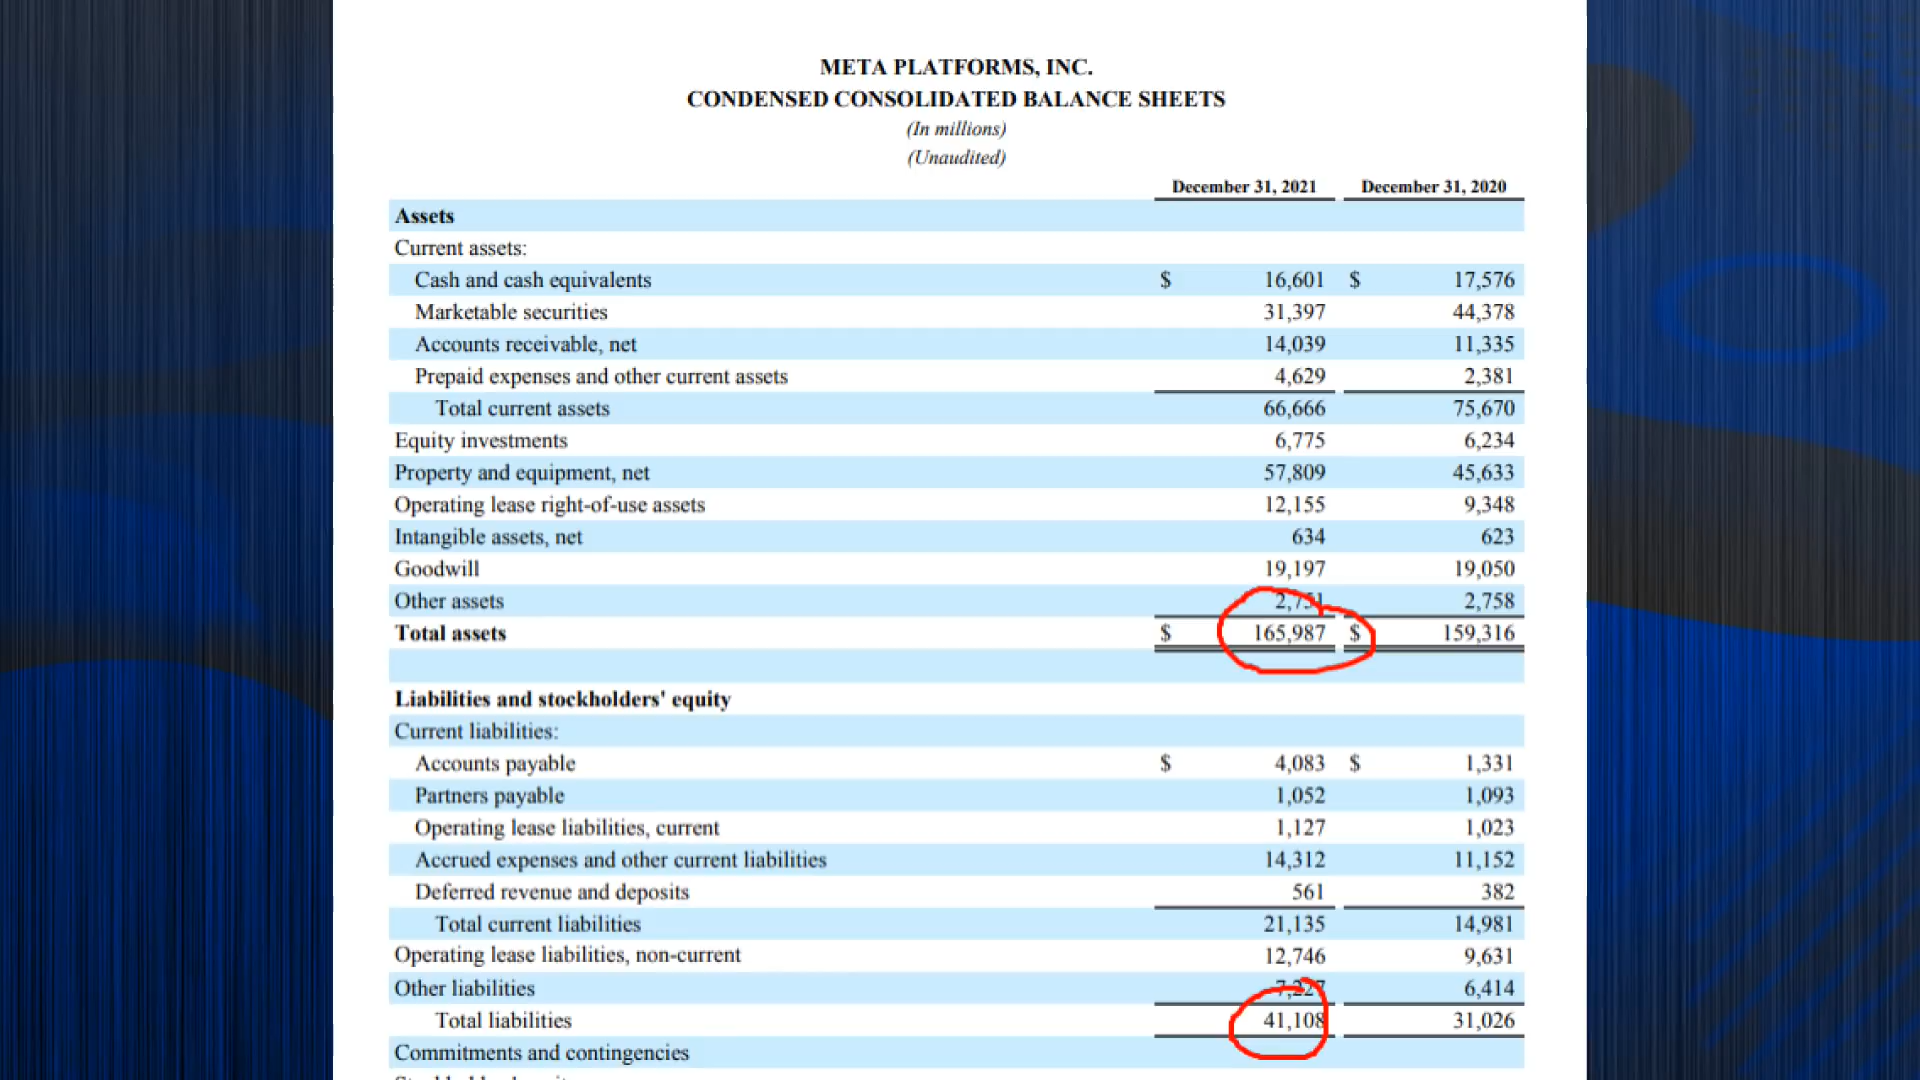 META PLATFORMS, INC.
CONDENSED CONSOLIDATED BALANCE SHEETS
(In millions)
(Unaudited)
December 31, 2021 December 31, 2020
Assets
Current assets:
Cash and cash equivalents $ 16,601 $ 17,576
Marketable securities 31,397 44,378
Accounts receivable, net 14,039 11,335
Prepaid expenses and other current assets 4,629 2,381
Total current assets 66,666 75,670
Equity investments 6,775 6,234
Property and equipment, net 57,809 45,633
Operating lease right-of-use assets 12,155 9,348
Intangible assets, net 634 623
Goodwill 19,197 19,050
Other assets 2,751 2,758
Total assets $ 165,987 $ 159,316
Liabilities and stockholders' equity
Current liabilities:
Accounts payable $ 4,083 $ 1,331
Partners payable 1,052 1,093
Operating lease liabilities, current 1,127 1,023
Accrued expenses and other current liabilities 14,312 11,152
Deferred revenue and deposits 561 382
Total current liabilities 21,135 14,981
Operating lease liabilities, non-current 12,746 9,631
Other liabilities 7,227 6,414
Total liabilities 41,108 31,026
Commitments and contingencies